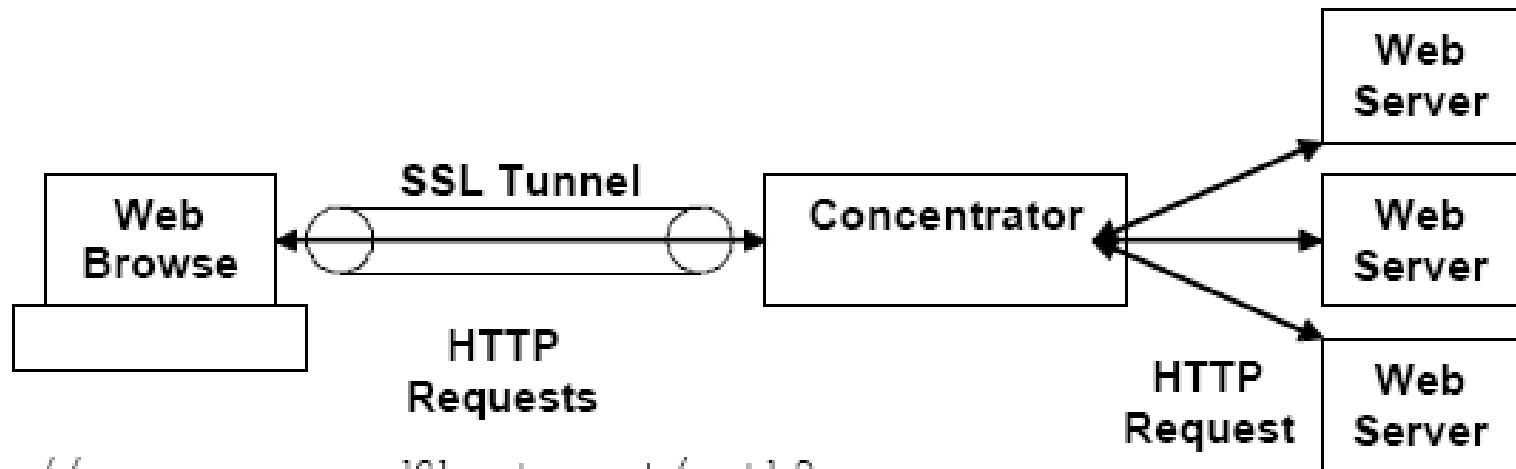 Web
Server
SSL Tunnel
Web
Browse
Concentrator
Web
Server
HTTP
Requests
HTTP
Request
Web
Server